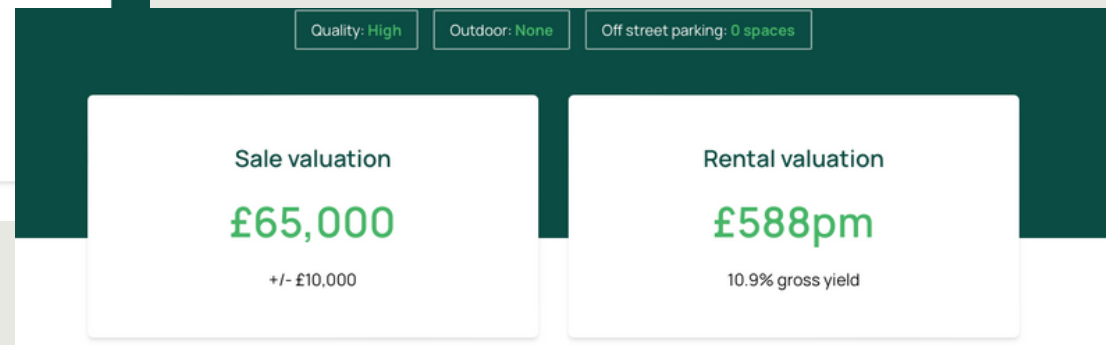 Quality: High Outdoor: None Off street parking: 0 spaces
Sale valuation
£65,000
+/- £10,000
Rental valuation
£588pm
10.9% gross yield